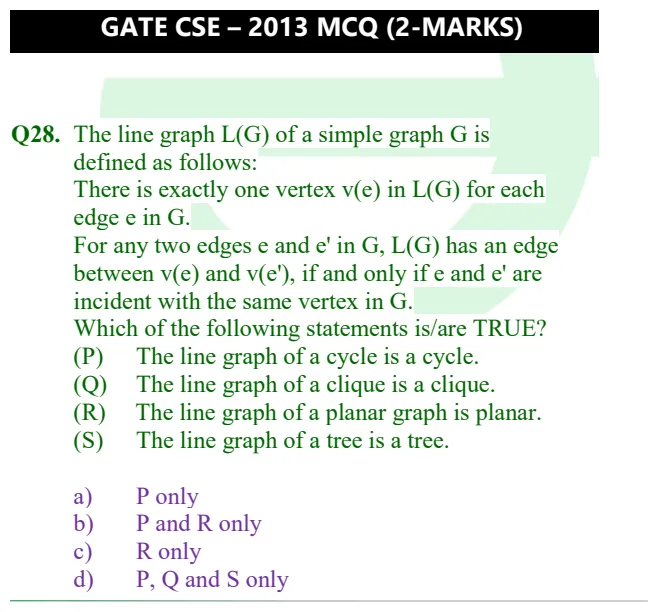 GATE CSE – 2013 MCQ (2-MARKS)
Q28. The line graph L(G) of a simple graph G is
defined as follows:
There is exactly one vertex v(e) in L(G) for each
edge e in G.
For any two edges e and e' in G, L(G) has an edge
between v(e) and v(e'), if and only if e and e' are
incident with the same vertex in G.
Which of the following statements is/are TRUE?
(P) The line graph of a cycle is a cycle.
(Q) The line graph of a clique is a clique.
(R) The line graph of a planar graph is planar.
(S) The line graph of a tree is a tree.
a) P only
b) P and R only
c) R only
d) P, Q and S only